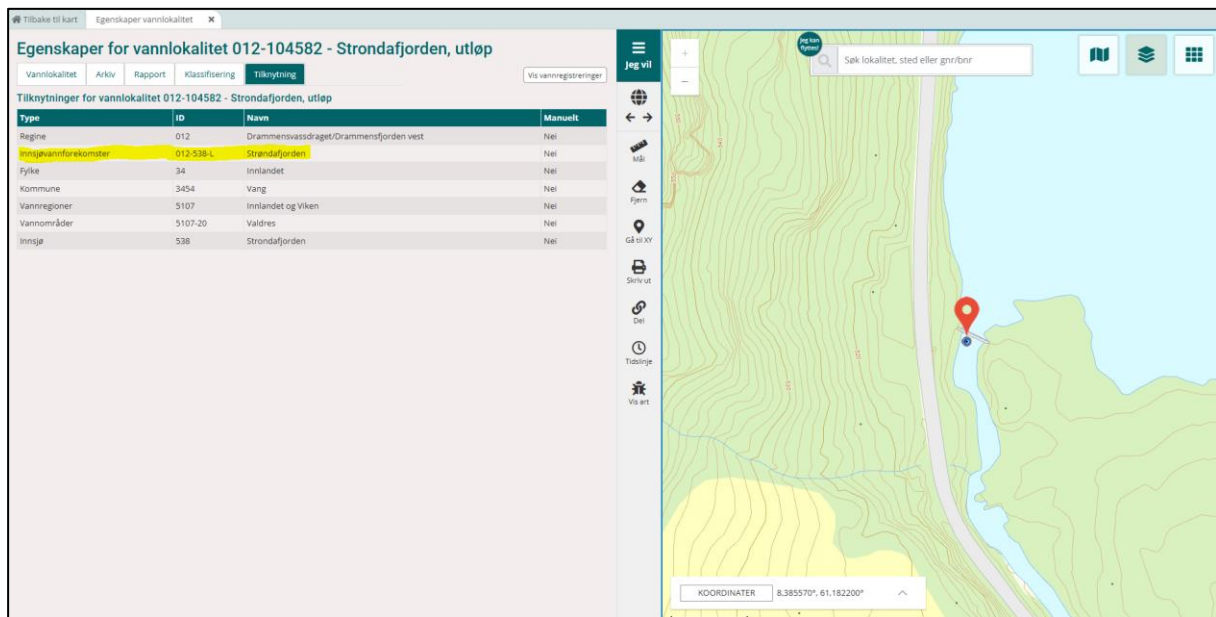 Tilbake til kart
Egenskaper vannlokalitet
Egenskaper for vannlokalitet 012-104582 - Strondafjorden, utløp
Vannlokalitet Arkiv Rapport Klassifisering Tilknytning Vis vannregistreringer
Tilknytninger for vannlokalitet 012-104582 - Strondafjorden, utløp
Type ID Navn Manuelt
Regine 012 Drammensvassdraget/Drammensfjorden vest Nei
Innsjøvannforekomster 012-538-L Strøndafjorden Nei
Fylke 34 Innlandet Nei
Kommune 3454 Vang Nei
Vannregioner 5107 Innlandet og Viken Nei
Vannområder 5107-20 Valdres Nei
Innsjø 538 Strondafjorden Nei
Jeg vil
Mål
Fjern
Gå til XY
Skriv ut
Del
Tidslinje
Vis art
+
−
Jeg kan
flyttes!
Søk lokalitet, sted eller gnr/bnr
KOORDINATER 8,385570°, 61,182200°